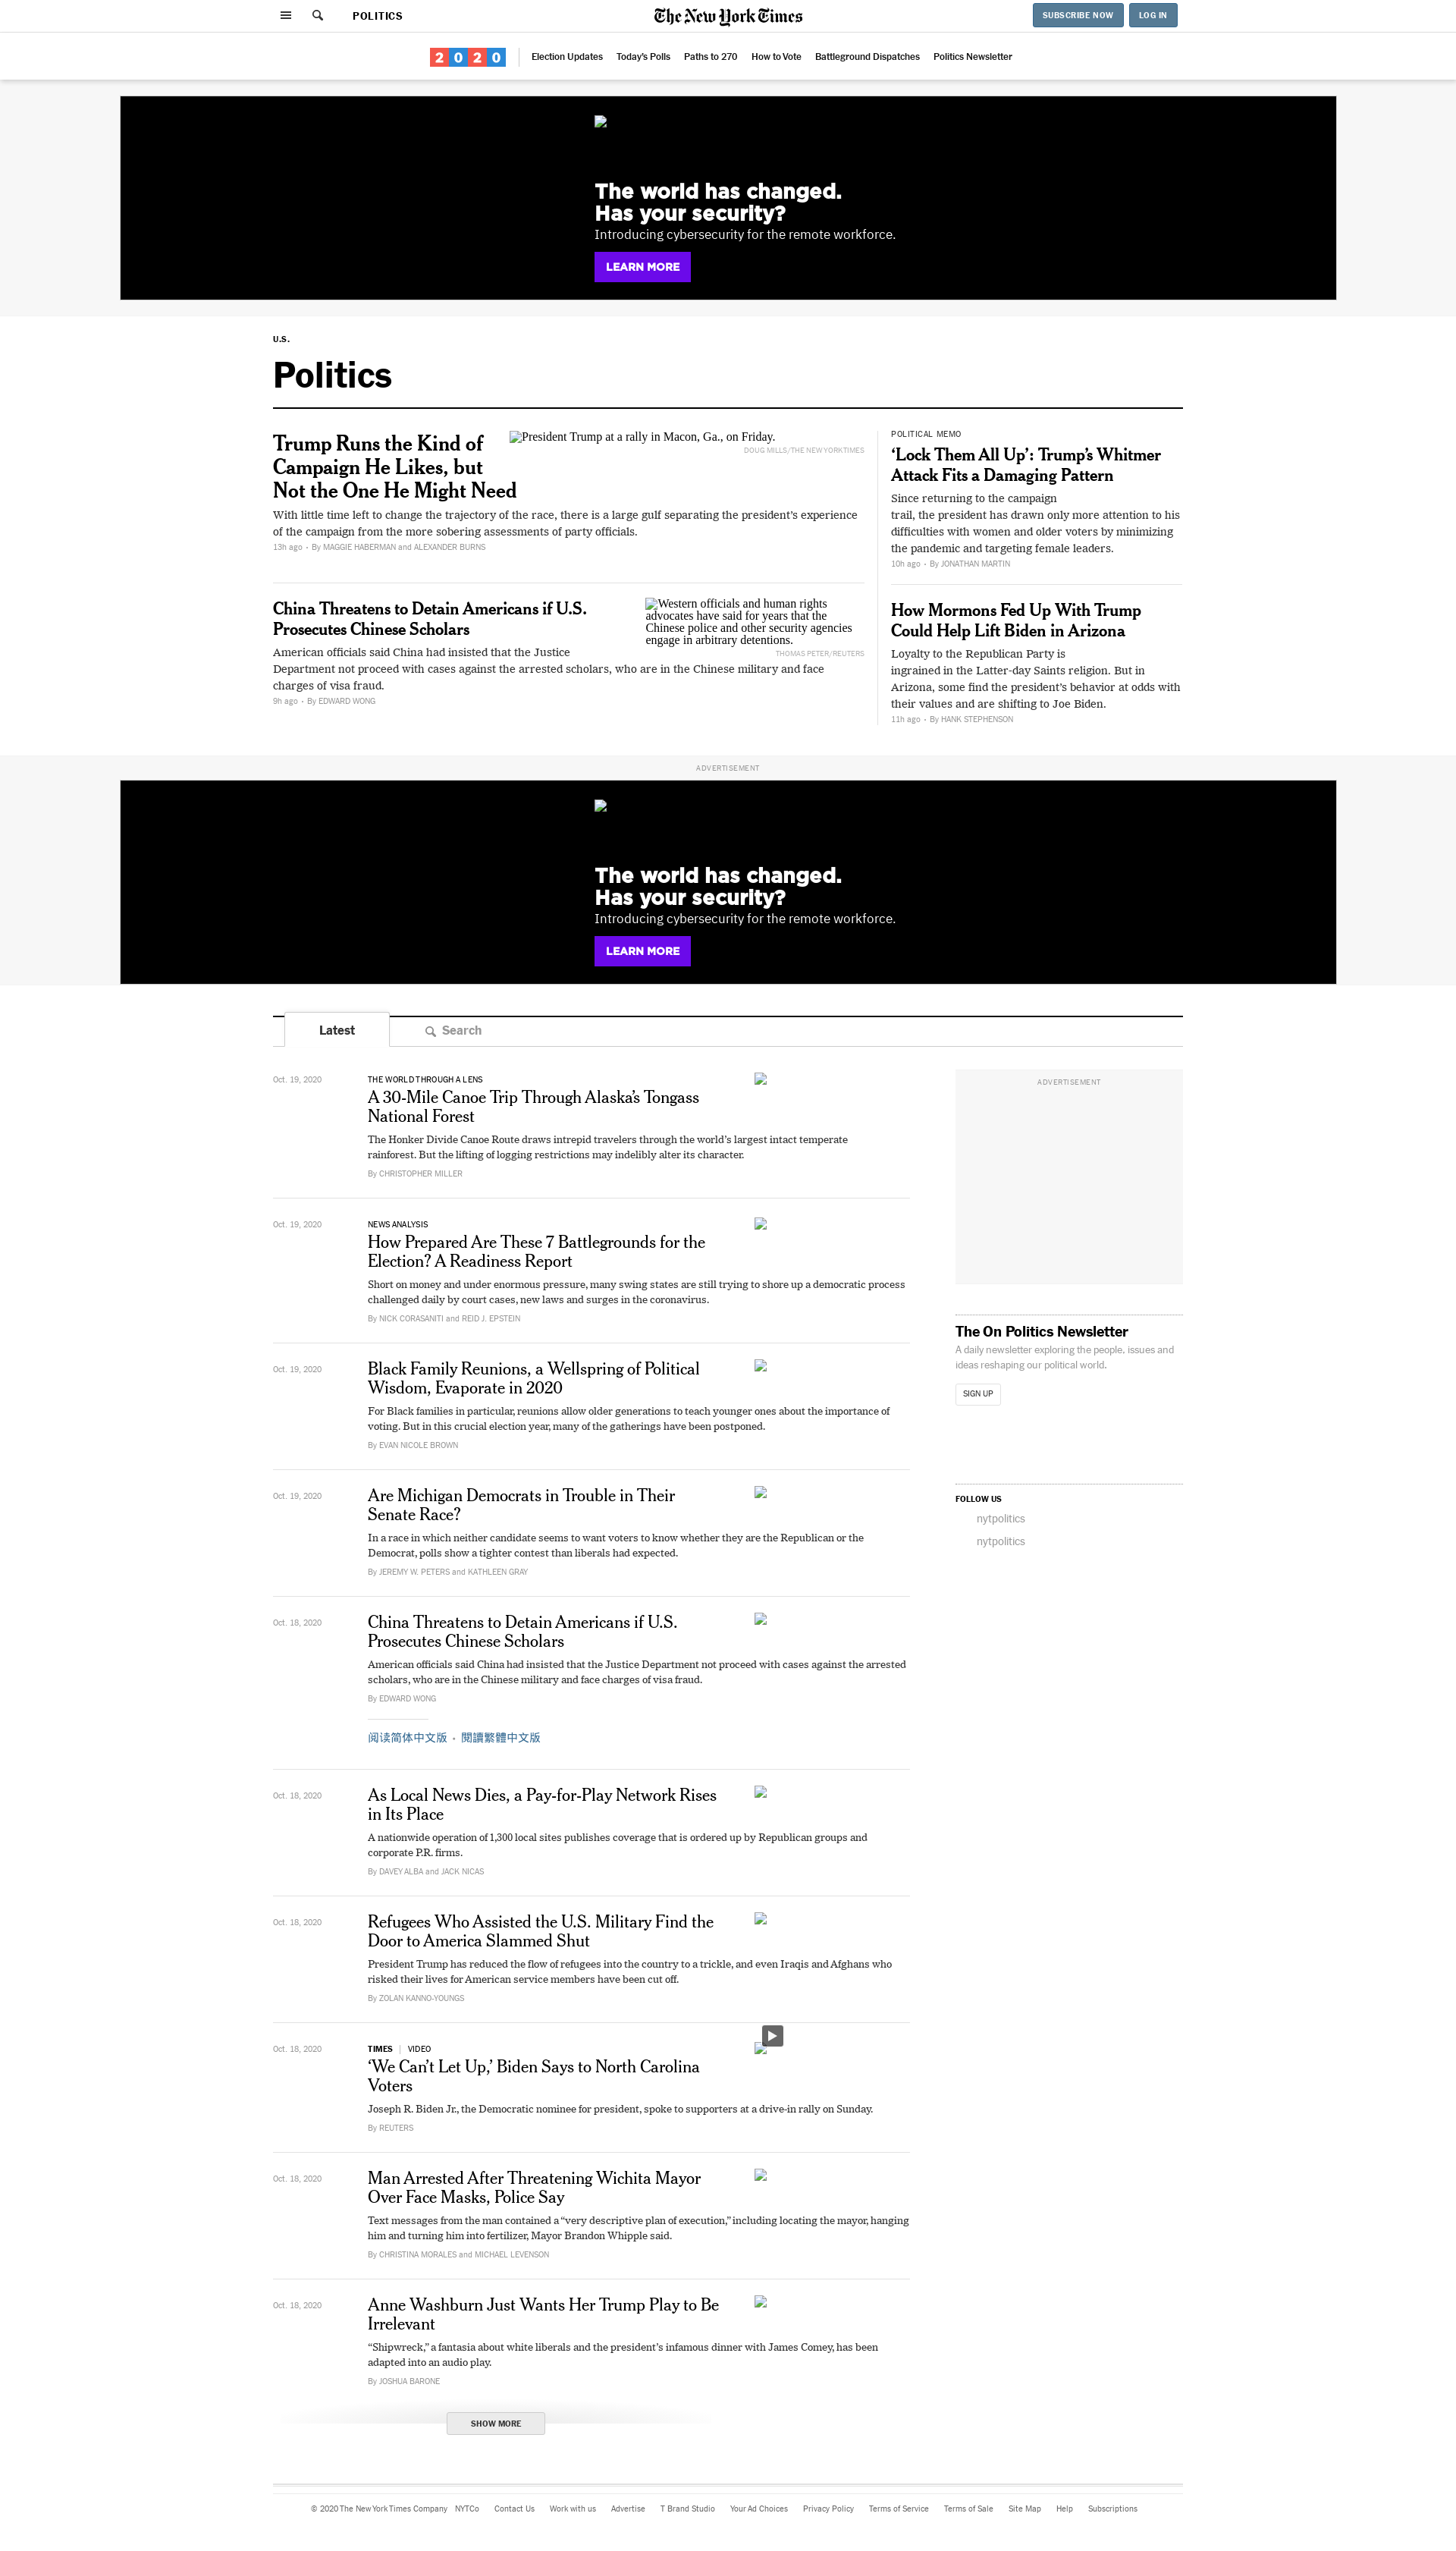 POLITICS
The New York Times
SUBSCRIBE NOW
LOG IN
2020
Election Updates
Today's Polls
Paths to 270
How to Vote
Battleground Dispatches
Politics Newsletter
The world has changed.
Has your security?
Introducing cybersecurity for the remote workforce.
LEARN MORE
U.S.
Politics
Trump Runs the Kind of
Campaign He Likes, but
Not the One He Might Need
President Trump at a rally in Macon, Ga., on Friday.
DOUG MILLS/THE NEW YORK TIMES
With little time left to change the trajectory of the race, there is a large gulf separating the president's experience
of the campaign from the more sobering assessments of party officials.
13h ago • By MAGGIE HABERMAN and ALEXANDER BURNS
China Threatens to Detain Americans if U.S.
Prosecutes Chinese Scholars
Western officials and human rights
advocates have said for years that the
Chinese police and other security agencies
engage in arbitrary detentions.
THOMAS PETER/REUTERS
American officials said China had insisted that the Justice
Department not proceed with cases against the arrested scholars, who are in the Chinese military and face
charges of visa fraud.
9h ago • By EDWARD WONG
POLITICAL MEMO
‘Lock Them All Up’: Trump’s Whitmer
Attack Fits a Damaging Pattern
Since returning to the campaign
trail, the president has drawn only more attention to his
difficulties with women and older voters by minimizing
the pandemic and targeting female leaders.
10h ago • By JONATHAN MARTIN
How Mormons Fed Up With Trump
Could Help Lift Biden in Arizona
Loyalty to the Republican Party is
ingrained in the Latter-day Saints religion. But in
Arizona, some find the president’s behavior at odds with
their values and are shifting to Joe Biden.
11h ago • By HANK STEPHENSON
ADVERTISEMENT
The world has changed.
Has your security?
Introducing cybersecurity for the remote workforce.
LEARN MORE
Latest
Search
Oct. 19, 2020
THE WORLD THROUGH A LENS
A 30-Mile Canoe Trip Through Alaska’s Tongass
National Forest
The Honker Divide Canoe Route draws intrepid travelers through the world’s largest intact temperate
rainforest. But the lifting of logging restrictions may indelibly alter its character.
By CHRISTOPHER MILLER
Oct. 19, 2020
NEWS ANALYSIS
How Prepared Are These 7 Battlegrounds for the
Election? A Readiness Report
Short on money and under enormous pressure, many swing states are still trying to shore up a democratic process
challenged daily by court cases, new laws and surges in the coronavirus.
By NICK CORASANITI and REID J. EPSTEIN
Oct. 19, 2020
Black Family Reunions, a Wellspring of Political
Wisdom, Evaporate in 2020
For Black families in particular, reunions allow older generations to teach younger ones about the importance of
voting. But in this crucial election year, many of the gatherings have been postponed.
By EVAN NICOLE BROWN
Oct. 19, 2020
Are Michigan Democrats in Trouble in Their
Senate Race?
In a race in which neither candidate seems to want voters to know whether they are the Republican or the
Democrat, polls show a tighter contest than liberals had expected.
By JEREMY W. PETERS and KATHLEEN GRAY
Oct. 18, 2020
China Threatens to Detain Americans if U.S.
Prosecutes Chinese Scholars
American officials said China had insisted that the Justice Department not proceed with cases against the arrested
scholars, who are in the Chinese military and face charges of visa fraud.
By EDWARD WONG
阅读简体中文版 • 閱讀繁體中文版
Oct. 18, 2020
As Local News Dies, a Pay-for-Play Network Rises
in Its Place
A nationwide operation of 1,300 local sites publishes coverage that is ordered up by Republican groups and
corporate P.R. firms.
By DAVEY ALBA and JACK NICAS
Oct. 18, 2020
Refugees Who Assisted the U.S. Military Find the
Door to America Slammed Shut
President Trump has reduced the flow of refugees into the country to a trickle, and even Iraqis and Afghans who
risked their lives for American service members have been cut off.
By ZOLAN KANNO-YOUNGS
Oct. 18, 2020
TIMES | VIDEO
‘We Can’t Let Up,’ Biden Says to North Carolina
Voters
Joseph R. Biden Jr., the Democratic nominee for president, spoke to supporters at a drive-in rally on Sunday.
By REUTERS
Oct. 18, 2020
Man Arrested After Threatening Wichita Mayor
Over Face Masks, Police Say
Text messages from the man contained a “very descriptive plan of execution,” including locating the mayor, hanging
him and turning him into fertilizer, Mayor Brandon Whipple said.
By CHRISTINA MORALES and MICHAEL LEVENSON
Oct. 18, 2020
Anne Washburn Just Wants Her Trump Play to Be
Irrelevant
“Shipwreck,” a fantasia about white liberals and the president’s infamous dinner with James Comey, has been
adapted into an audio play.
By JOSHUA BARONE
SHOW MORE
ADVERTISEMENT
The On Politics Newsletter
A daily newsletter exploring the people, issues and
ideas reshaping our political world.
SIGN UP
FOLLOW US
nytpolitics
nytpolitics
© 2020 The New York Times Company
NYTCo
Contact Us
Work with us
Advertise
T Brand Studio
Your Ad Choices
Privacy Policy
Terms of Service
Terms of Sale
Site Map
Help
Subscriptions